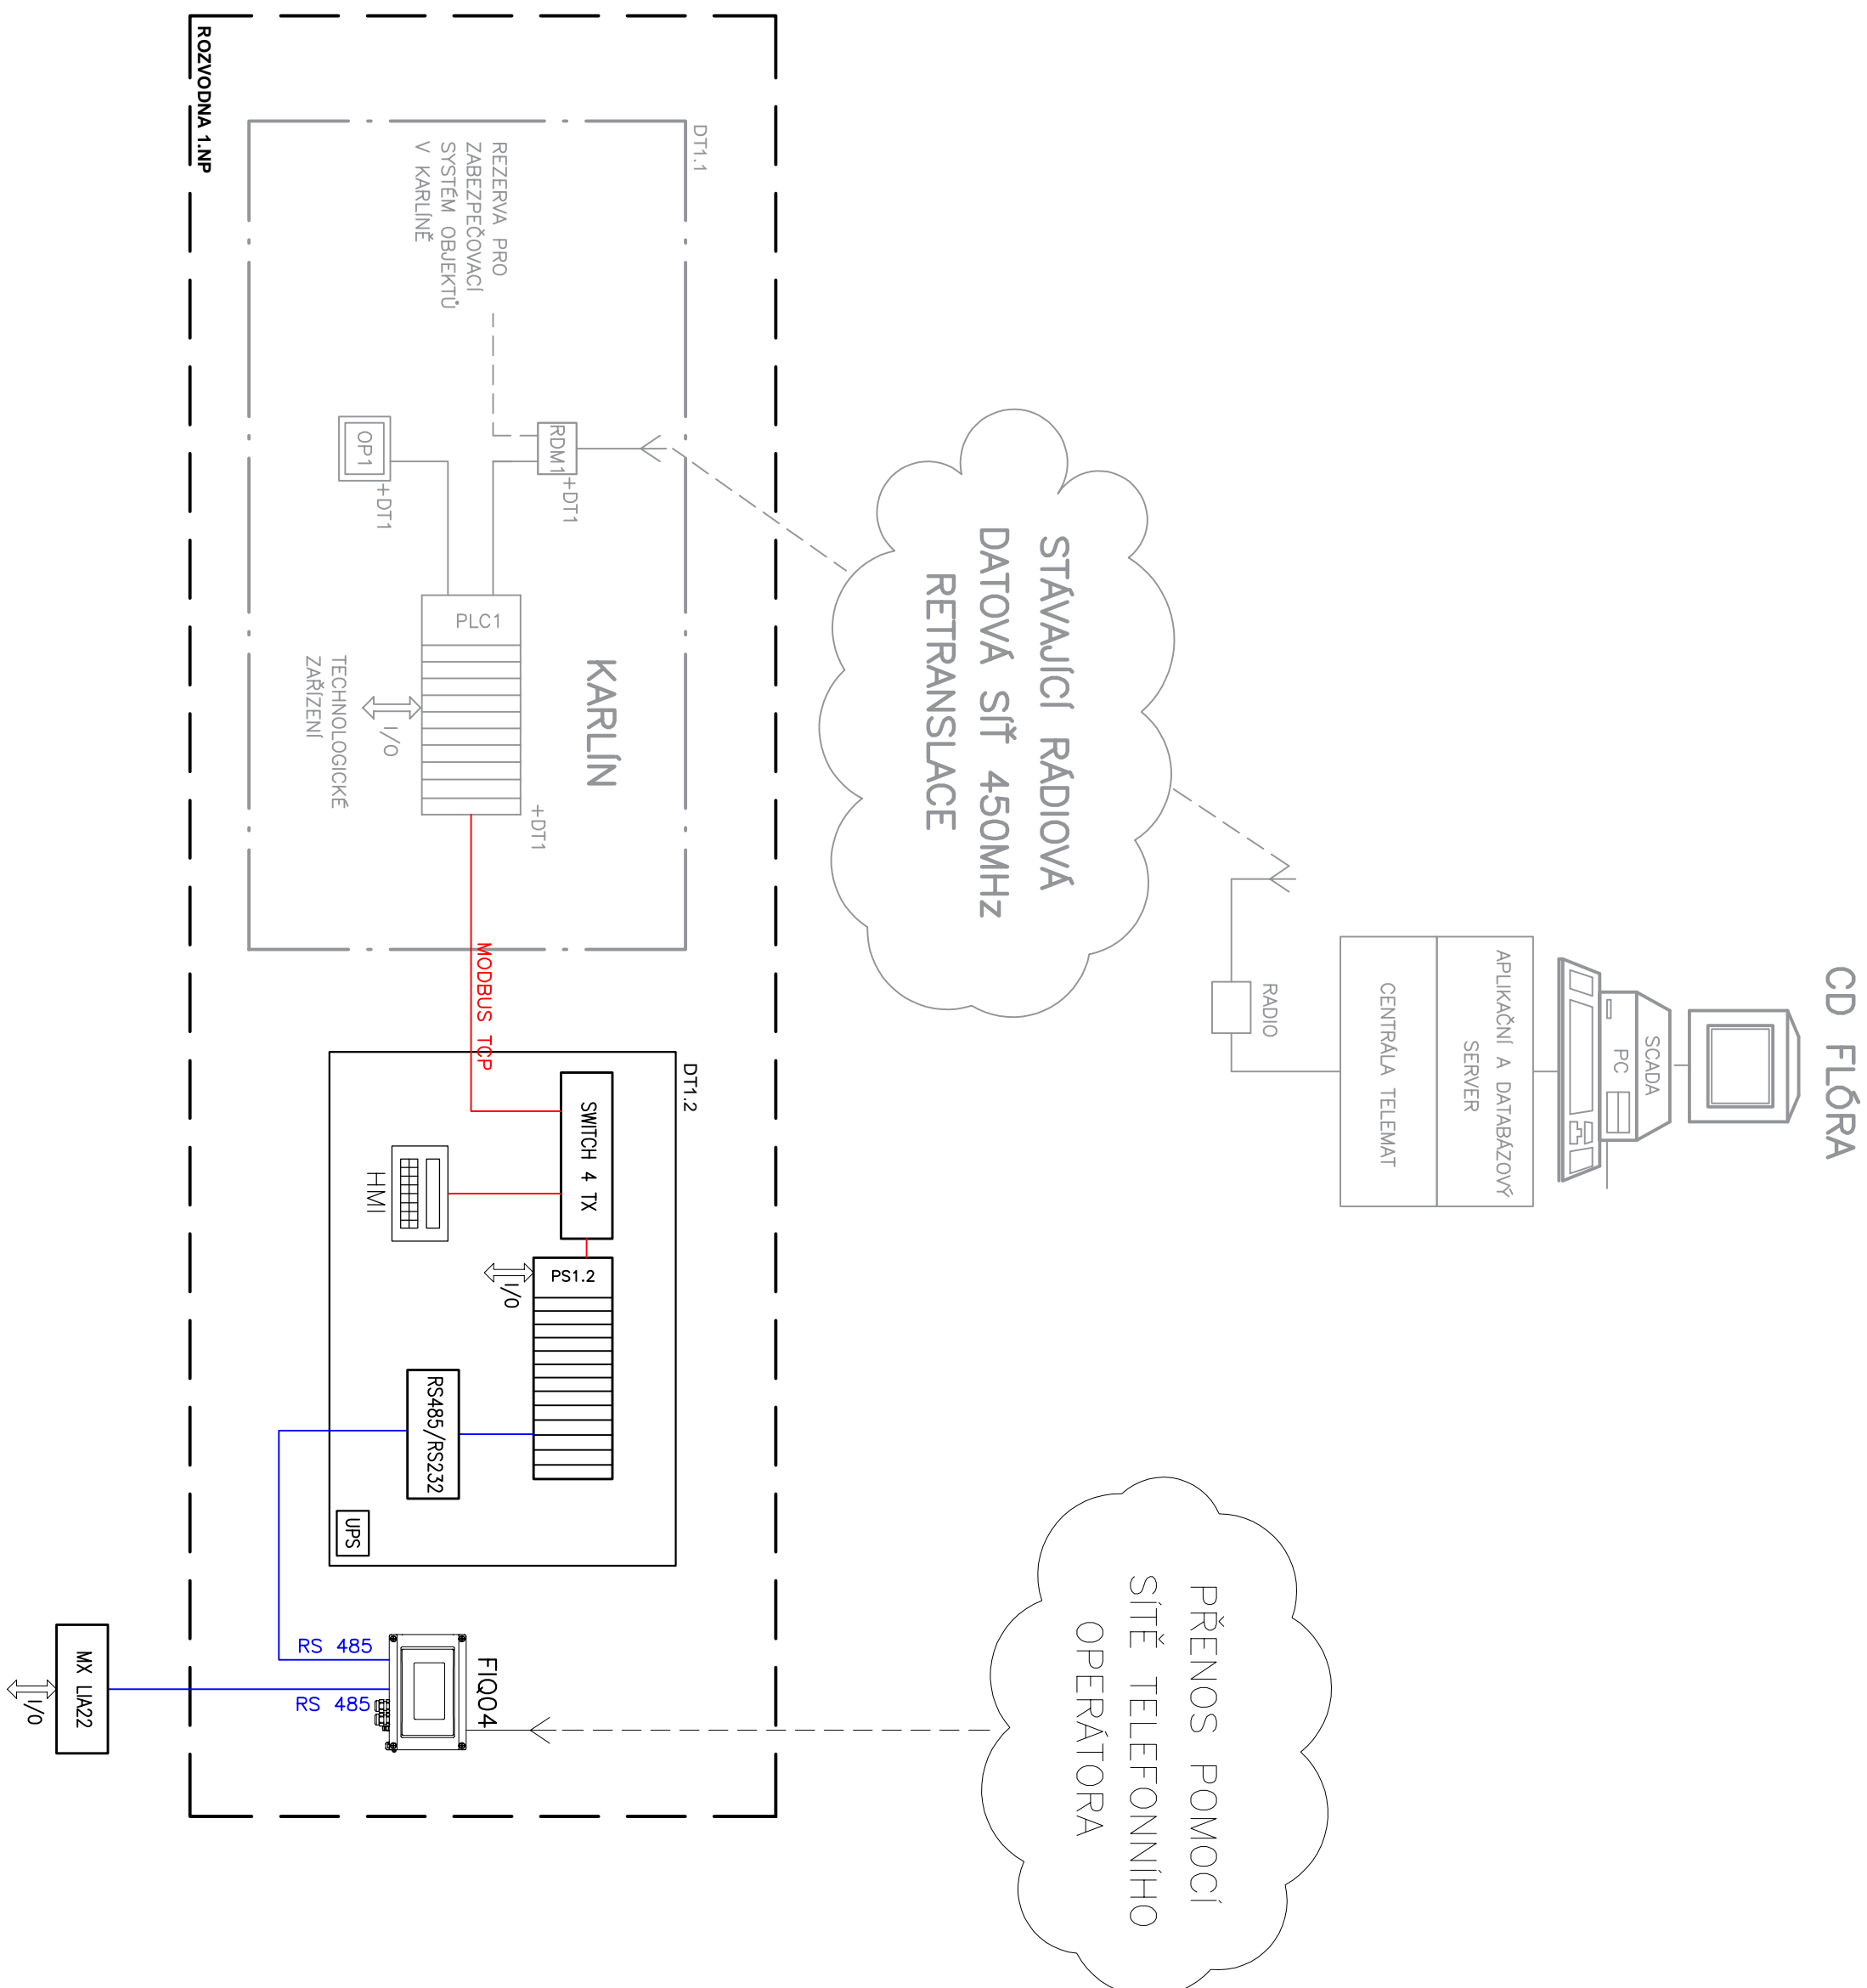 CD FLÓRA
SCADA
PC
APLIKAČNÍ A DATABÁZOVÝ
SERVER
CENTRÁLA TELEMAT
RADIO
STÁVAJÍCÍ RÁDIOVÁ
DATOVÁ SÍŤ 450MHz
RETRANSLACE
PŘENOS POMOCÍ
SÍTĚ TELEFONNÍHO
OPERÁTORA
DT1.1
REZERVA PRO
ZABEZPEČOVACÍ
SYSTÉM OBJEKTŮ
V KARLÍNĚ
RDM1
+DT1
OP1
+DT1
KARLÍN
PLC1
+DT1
I/O
TECHNOLOGICKÉ
ZAŘÍZENÍ
MODBUS TCP
DT1.2
SWITCH 4 TX
HMI
PS1.2
I/O
RS485/RS232
UPS
FIQ04
RS 485
RS 485
ROZVODNA 1.NP
MX LIA22
I/O